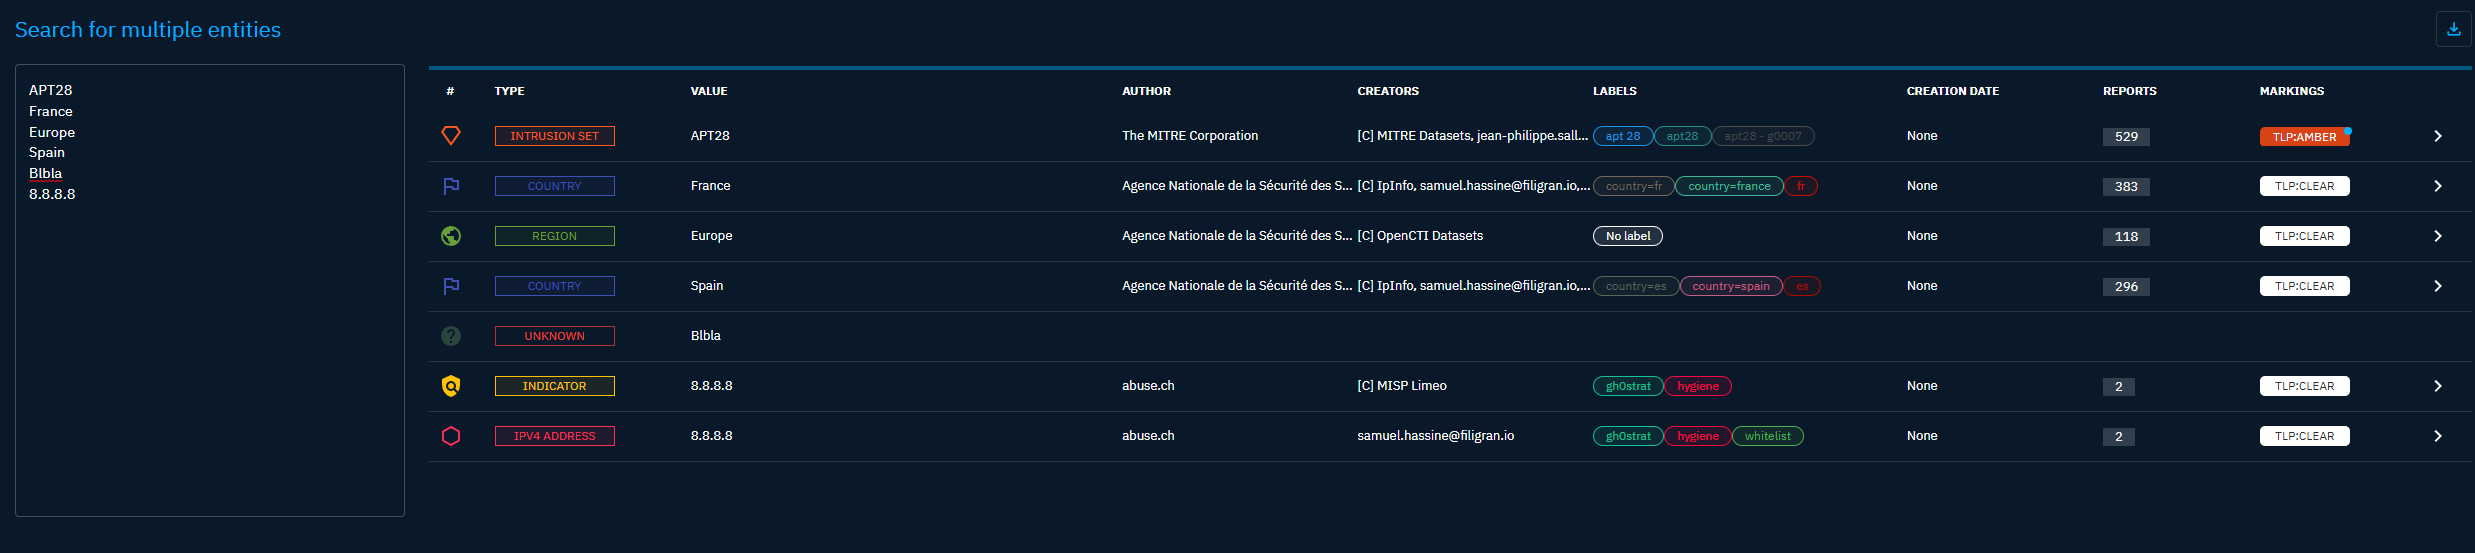 Search for multiple entities
APT28
France
Europe
Spain
Blbla
8.8.8.8
# TYPE VALUE AUTHOR CREATORS LABELS CREATION DATE REPORTS MARKINGS
INTRUSION SET APT28 The MITRE Corporation [C] MITRE Datasets, jean-philippe.sall... apt 28 apt28 apt28 - g0007 None 529 TLP:AMBER
COUNTRY France Agence Nationale de la Sécurité des S... [C] IpInfo, samuel.hassine@filigran.io,... country=fr country=france fr None 383 TLP:CLEAR
REGION Europe Agence Nationale de la Sécurité des S... [C] OpenCTI Datasets No label None 118 TLP:CLEAR
COUNTRY Spain Agence Nationale de la Sécurité des S... [C] IpInfo, samuel.hassine@filigran.io,... country=es country=spain es None 296 TLP:CLEAR
UNKNOWN Blbla
INDICATOR 8.8.8.8 abuse.ch [C] MISP Limeo gh0strat hygiene None 2 TLP:CLEAR
IPV4 ADDRESS 8.8.8.8 abuse.ch samuel.hassine@filigran.io gh0strat hygiene whitelist None 2 TLP:CLEAR